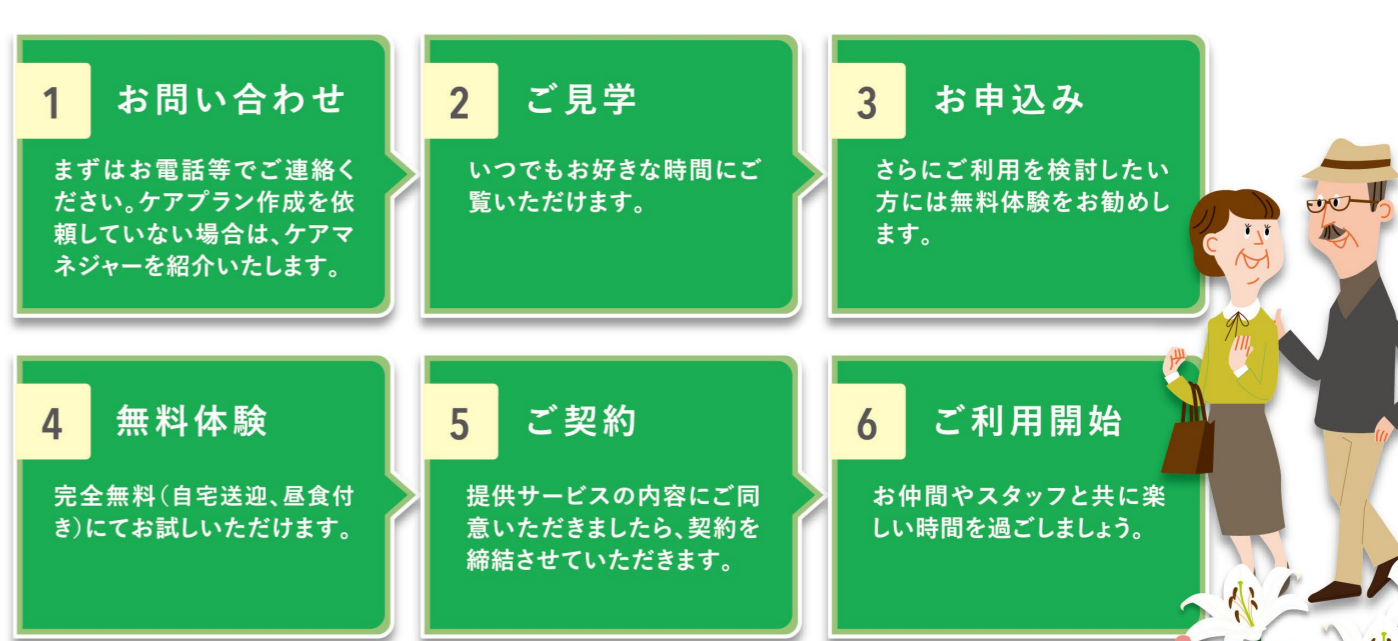 1 お問い合わせ
まずはお電話等でご連絡く
ださい。ケアプラン作成を依
頼していない場合は、ケアマ
ネジャーを紹介いたします。
2 ご見学
いつでもお好きな時間にご
覧いただけます。
3 お申込み
さらにご利用を検討したい
方には無料体験をお勧めし
ます。
4 無料体験
完全無料(自宅送迎、昼食付
き)にてお試しいただけます。
5 ご契約
提供サービスの内容にご同
意いただきましたら、契約を
締結させていただきます。
6 ご利用開始
お仲間やスタッフと共に楽
しい時間を過ごしましょう。